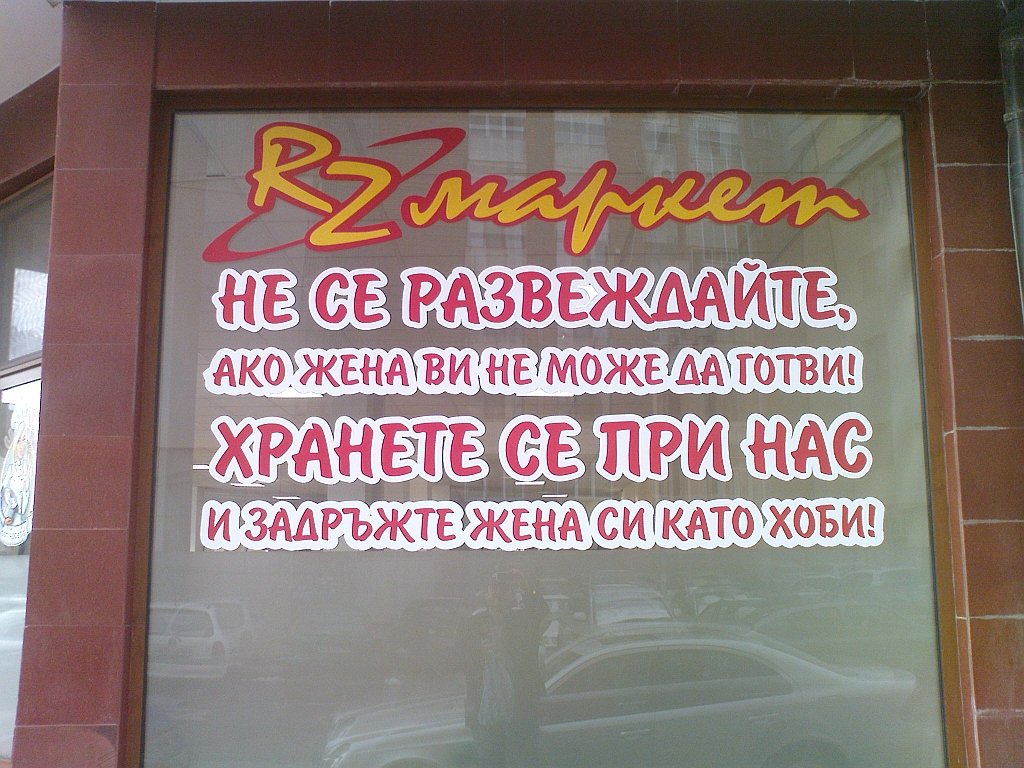 RZ маркет
НЕ СЕ РАЗВЕЖДАЙТЕ,
АКО ЖЕНА ВИ НЕ МОЖЕ ДА ГОТВИ!
ХРАНЕТЕ СЕ ПРИ НАС
И ЗАДРЪЖТЕ ЖЕНА СИ КАТО ХОБИ!